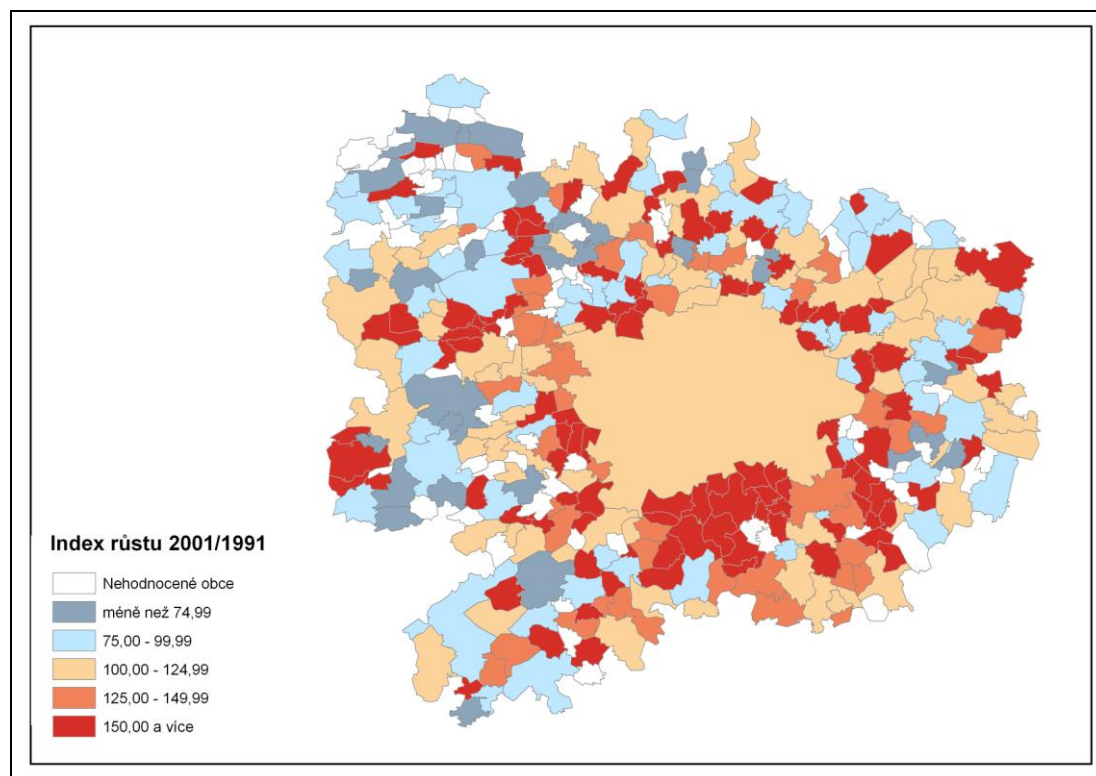 Index růstu 2001/1991
Nehodnocené obce
méně než 74,99
75,00 - 99,99
100,00 - 124,99
125,00 - 149,99
150,00 a více